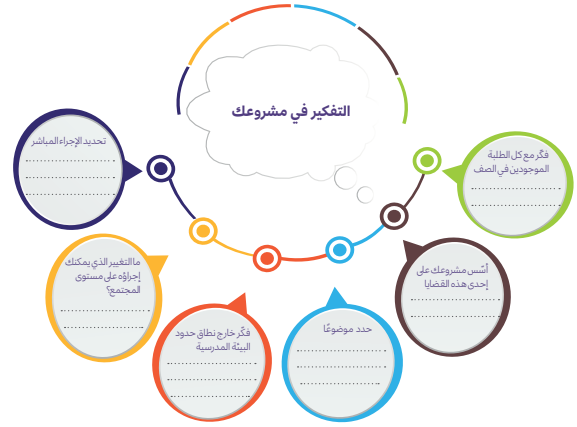 التفكير في مشروعك
فكّر مع كل الطلبة
الموجودين في الصف
أسّس مشروعك على
إحدى هذه القضايا
حدد موضوعًا
فكّر خارج نطاق حدود
البيئة المدرسية
ما التغيير الذي يمكنك
إجراؤه على مستوى
المجتمع؟
تحديد الإجراء المباشر